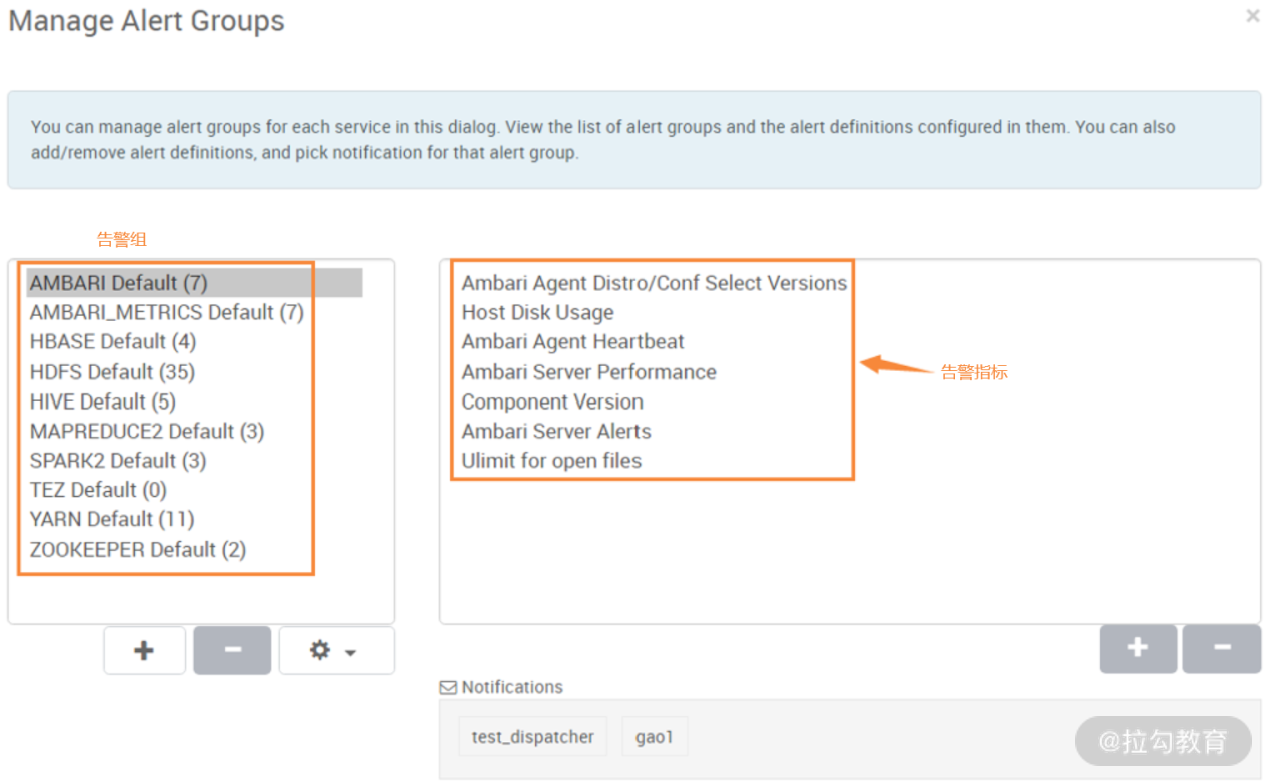 Manage Alert Groups
×
You can manage alert groups for each service in this dialog. View the list of alert groups and the alert definitions configured in them. You can also
add/remove alert definitions, and pick notification for that alert group.
告警组
AMBARI Default (7)
AMBARI_METRICS Default (7)
HBASE Default (4)
HDFS Default (35)
HIVE Default (5)
MAPREDUCE2 Default (3)
SPARK2 Default (3)
TEZ Default (0)
YARN Default (11)
ZOOKEEPER Default (2)
Ambari Agent Distro/Conf Select Versions
Host Disk Usage
Ambari Agent Heartbeat
Ambari Server Performance
Component Version
Ambari Server Alerts
Ulimit for open files
告警指标
Notifications
test_dispatcher
gao1
@拉勾教育